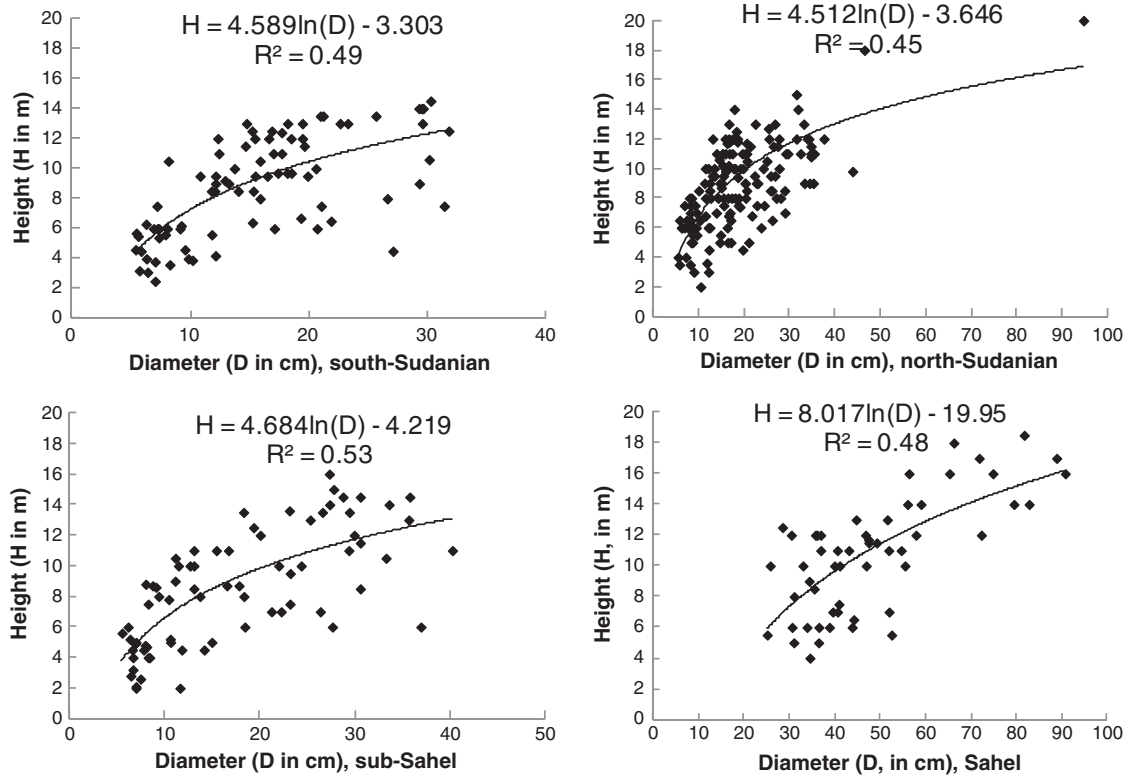 H = 4.589ln(D) - 3.303
R² = 0.49
20
18
16
14
12
10
8
6
4
2
0
Height (H in m)
0 10 20 30 40
Diameter (D in cm), south-Sudanian
H = 4.512ln(D) - 3.646
R² = 0.45
20
18
16
14
12
10
8
6
4
2
0
Height (H in m)
0 10 20 30 40 50 60 70 80 90 100
Diameter (D in cm), north-Sudanian
H = 4.684ln(D) - 4.219
R² = 0.53
20
18
16
14
12
10
8
6
4
2
0
Height (H in m)
0 10 20 30 40 50
Diameter (D in cm), sub-Sahel
H = 8.017ln(D) - 19.95
R² = 0.48
20
18
16
14
12
10
8
6
4
2
0
Height (H, in m)
0 10 20 30 40 50 60 70 80 90 100
Diameter (D, in cm), Sahel